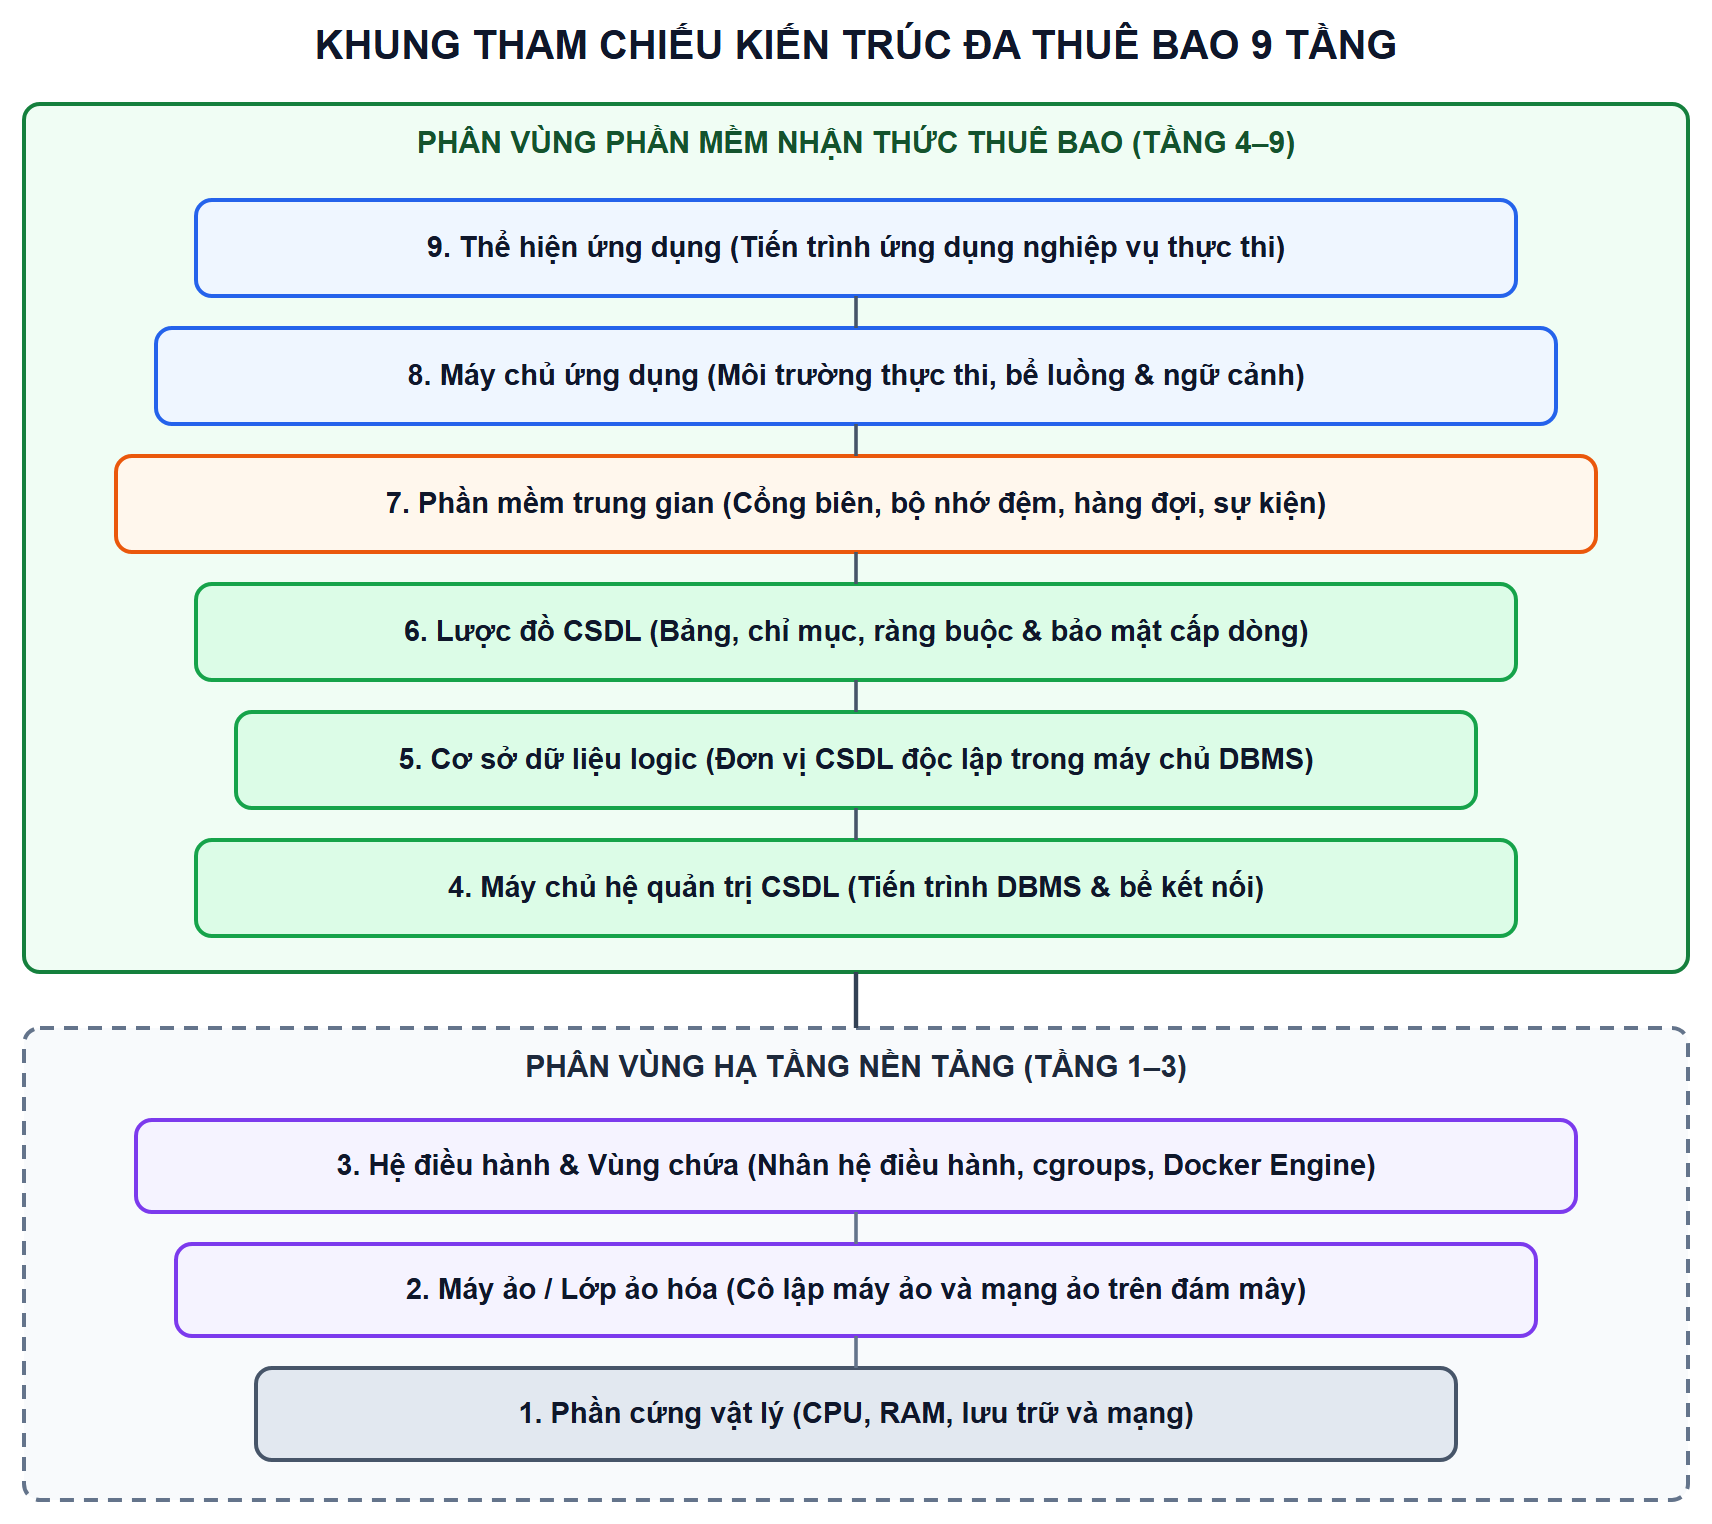 KHUNG THAM CHIẾU KIẾN TRÚC ĐA THUÊ BAO 9 TẦNG
PHÂN VÙNG PHẦN MỀM NHẬN THỨC THUÊ BAO (TẦNG 4–9)
9. Thể hiện ứng dụng (Tiến trình ứng dụng nghiệp vụ thực thi)
8. Máy chủ ứng dụng (Môi trường thực thi, bể luồng & ngữ cảnh)
7. Phần mềm trung gian (Cổng biên, bộ nhớ đệm, hàng đợi, sự kiện)
6. Lược đồ CSDL (Bảng, chỉ mục, ràng buộc & bảo mật cấp dòng)
5. Cơ sở dữ liệu logic (Đơn vị CSDL độc lập trong máy chủ DBMS)
4. Máy chủ hệ quản trị CSDL (Tiến trình DBMS & bể kết nối)
PHÂN VÙNG HẠ TẦNG NỀN TẢNG (TẦNG 1–3)
3. Hệ điều hành & Vùng chứa (Nhân hệ điều hành, cgroups, Docker Engine)
2. Máy ảo / Lớp ảo hóa (Cô lập máy ảo và mạng ảo trên đám mây)
1. Phần cứng vật lý (CPU, RAM, lưu trữ và mạng)